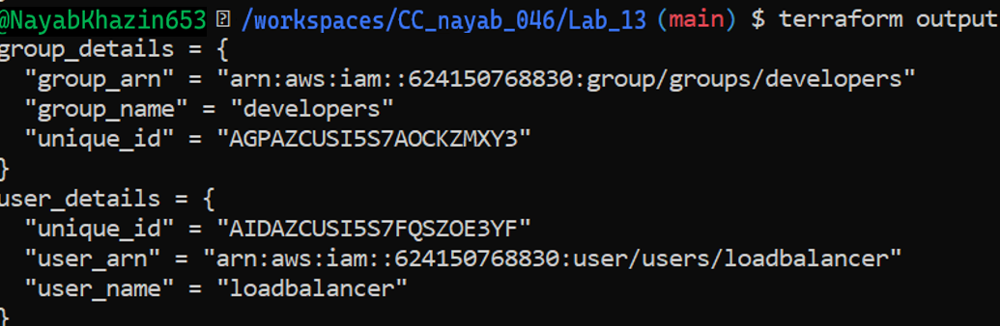 @NayabKhazin653 /workspaces/CC_nayab_046/Lab_13 (main) $ terraform output
group_details = {
  "group_arn" = "arn:aws:iam::624150768830:group/groups/developers"
  "group_name" = "developers"
  "unique_id" = "AGPAZCUSI5S7AOCKZMXY3"
}
user_details = {
  "unique_id" = "AIDAZCUSI5S7FQSZOE3YF"
  "user_arn" = "arn:aws:iam::624150768830:user/users/loadbalancer"
  "user_name" = "loadbalancer"
}